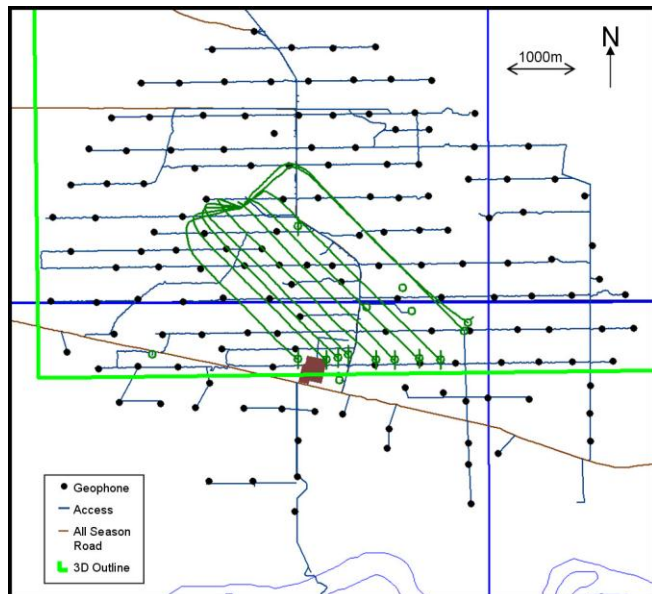 1000m
N
Geophone
Access
All Season
Road
3D Outline